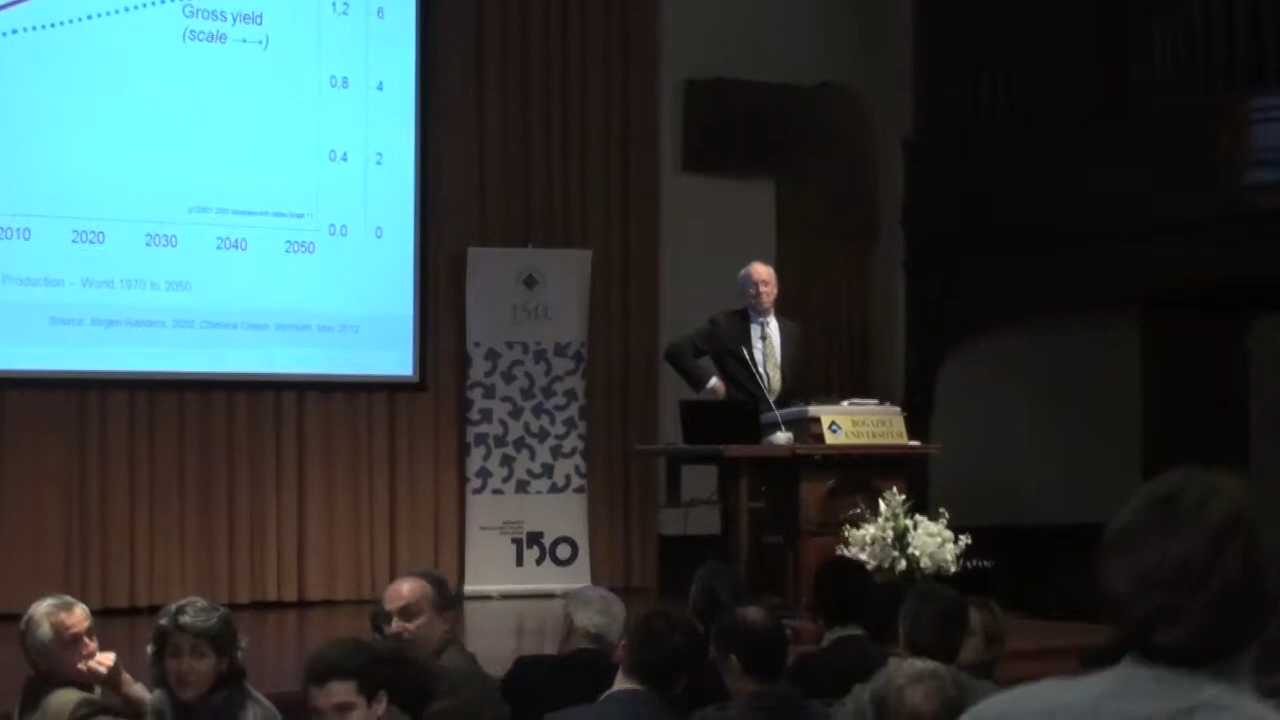 Gross yield
(scale →→)
1,2 6
0,8 4
0,4 2
0,0 0
2010 2020 2030 2040 2050
Production – World 1970 to 2050
Source: Jorgen Randers, 2052, Chelsea Green, Vermont, May 2012
BOĞAZİÇİ
ÜNİVERSİTESİ
150